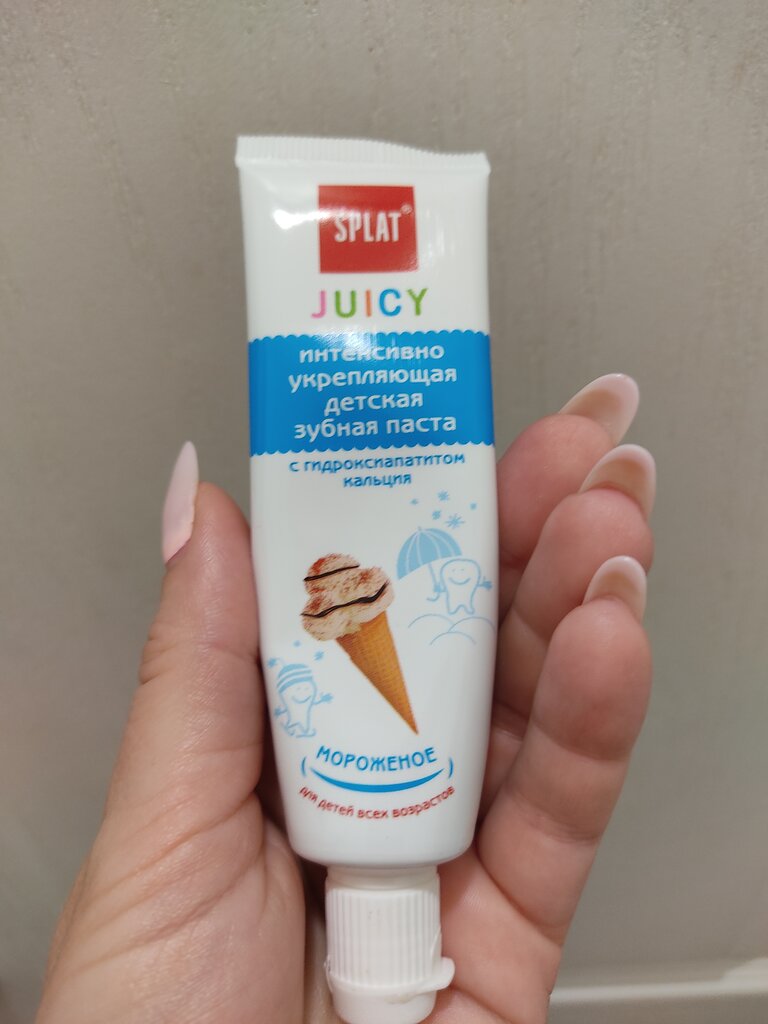 SPLAT®
JUICY
интенсивно
укрепляющая
детская
зубная паста
с гидроксиапатитом
кальция
МОРОЖЕНОЕ
для детей всех возрастов